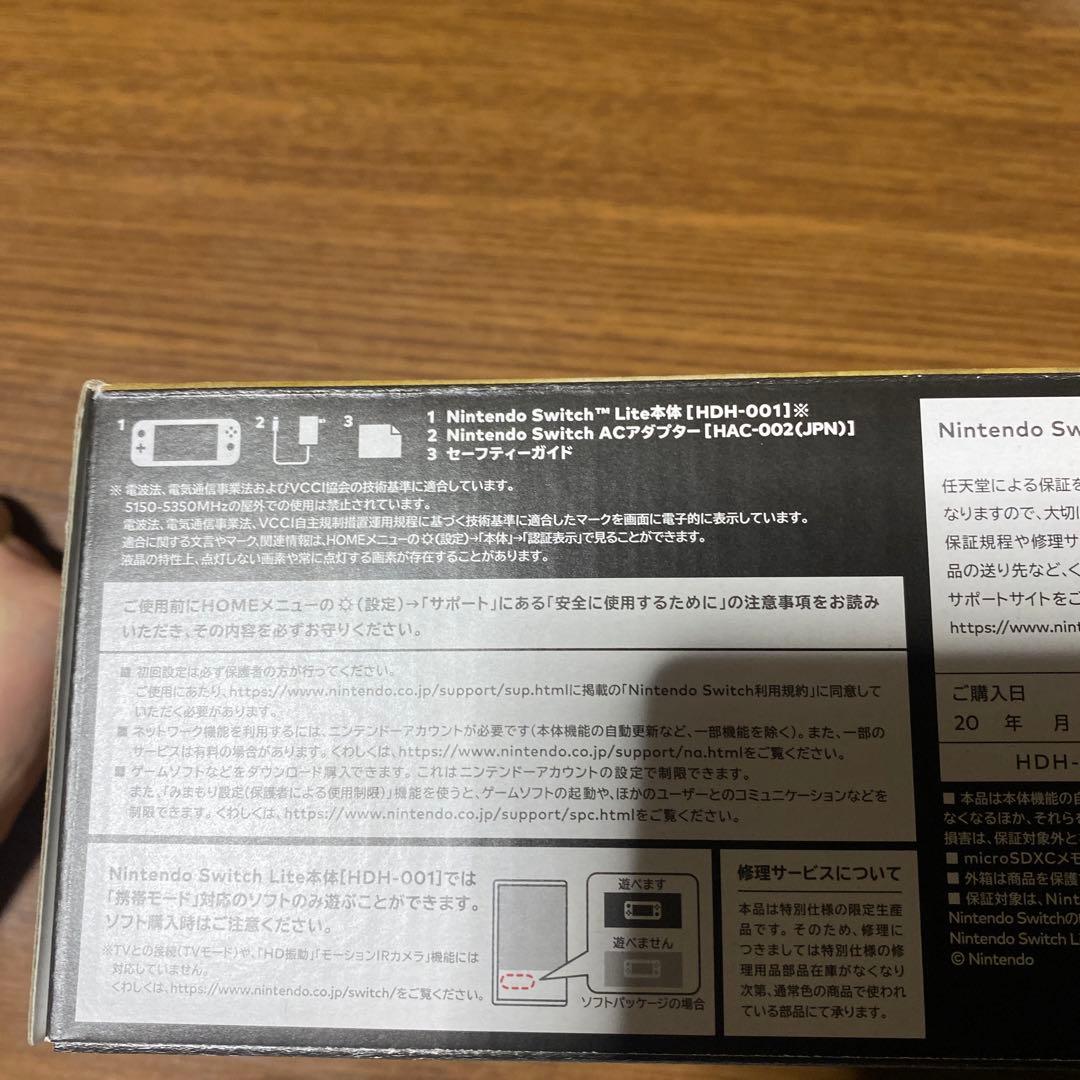 1 2 3
1 Nintendo Switch™ Lite本体[HDH-001]※
2 Nintendo Switch ACアダプター[HAC-002(JPN)]
3 セーフティーガイド
※ 電波法、電気通信事業法およびVCCI協会の技術基準に適合しています。
5150-5350MHzの屋外での使用は禁止されています。
電波法、電気通信事業法、VCCI自主規制措置運用規程に基づく技術基準に適合したマークを画面に電子的に表示しています。
適合に関する文言やマーク、関連情報は、HOMEメニューの(設定)→「本体」→「認証表示」で見ることができます。
液晶の特性上、点灯しない画素や常に点灯する画素が存在することがあります。
ご使用前にHOMEメニューの(設定)→「サポート」にある「安全に使用するために」の注意事項をお読み
いただき、その内容を必ずお守りください。
■ 初回設定は必ず保護者の方が行ってください。
ご使用にあたり、https://www.nintendo.co.jp/support/sup.htmlに掲載の「Nintendo Switch利用規約」に同意して
いただく必要があります。
■ ネットワーク機能を利用するには、ニンテンドーアカウントが必要です(本体機能の自動更新など、一部機能を除く)。また、一部の
サービスは有料の場合があります。くわしくは、https://www.nintendo.co.jp/support/na.htmlをご覧ください。
■ ゲームソフトなどをダウンロード購入できます。これはニンテンドーアカウントの設定で制限できます。
また、「みまもり設定(保護者による使用制限)」機能を使うと、ゲームソフトの起動や、ほかのユーザーとのコミュニケーションなどを
制限できます。くわしくは、https://www.nintendo.co.jp/support/spc.htmlをご覧ください。
Nintendo Switch Lite本体[HDH-001]では
「携帯モード」対応のソフトのみ遊ぶことができます。
ソフト購入時はご注意ください。
※TVとの接続(TVモード)や、「HD振動」「モーションIRカメラ」機能には
対応していません。
くわしくは、https://www.nintendo.co.jp/switch/をご覧ください。
遊べます
遊べません
ソフトパッケージの場合
修理サービスについて
本品は特別仕様の限定生産
品です。そのため、修理に
つきましては特別仕様の修
理用品部品在庫がなくなり
次第、通常色の商品で使われ
ている部品にて承ります。
Nintendo Sw
任天堂による保証を
なりますので、大切に
保証規程や修理サ
品の送り先など、く
サポートサイトをご
https://www.nint
ご購入日
20 年 月
HDH-
■ 本品は本体機能の自
なくなるほか、それらを
損害は、保証対象外と
■ microSDXCメモ
■ 外箱は商品を保護
■ 保証対象は、Nint
Nintendo Switchの
Nintendo Switch L
© Nintendo